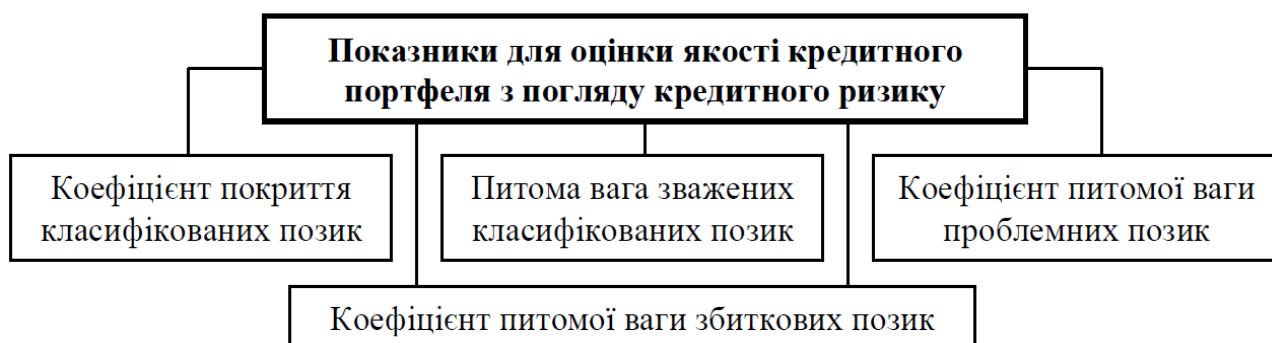 Показники для оцінки якості кредитного
портфеля з погляду кредитного ризику
Коефіцієнт покриття
класифікованих позик
Питома вага зважених
класифікованих позик
Коефіцієнт питомої ваги
проблемних позик
Коефіцієнт питомої ваги збиткових позик